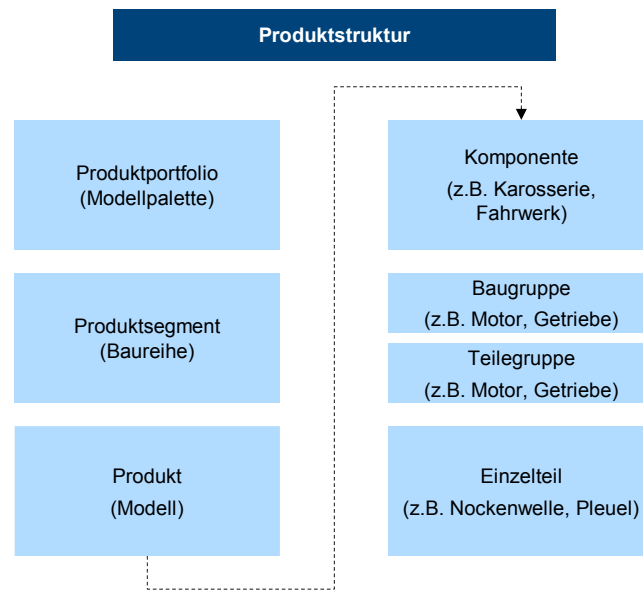 Produktstruktur
Produktportfolio
(Modellpalette)
Produktsegment
(Baureihe)
Produkt
(Modell)
Komponente
(z.B. Karosserie,
Fahrwerk)
Baugruppe
(z.B. Motor, Getriebe)
Teilegruppe
(z.B. Motor, Getriebe)
Einzelteil
(z.B. Nockenwelle, Pleuel)